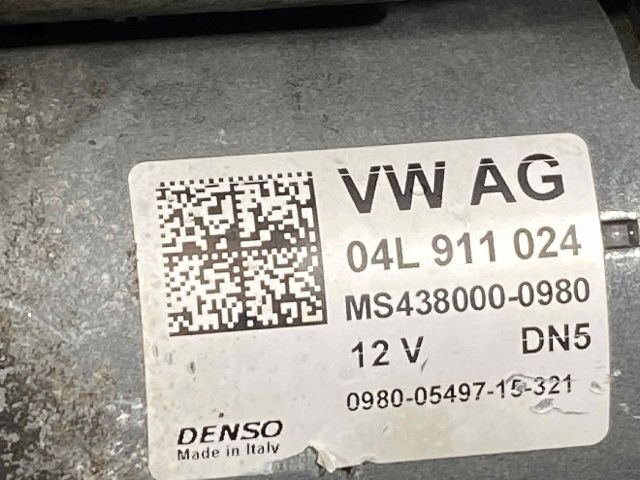 VW AG
04L 911 024
MS438000-0980
12 V DN5
0980-05497-15-321
DENSO
Made in Italy